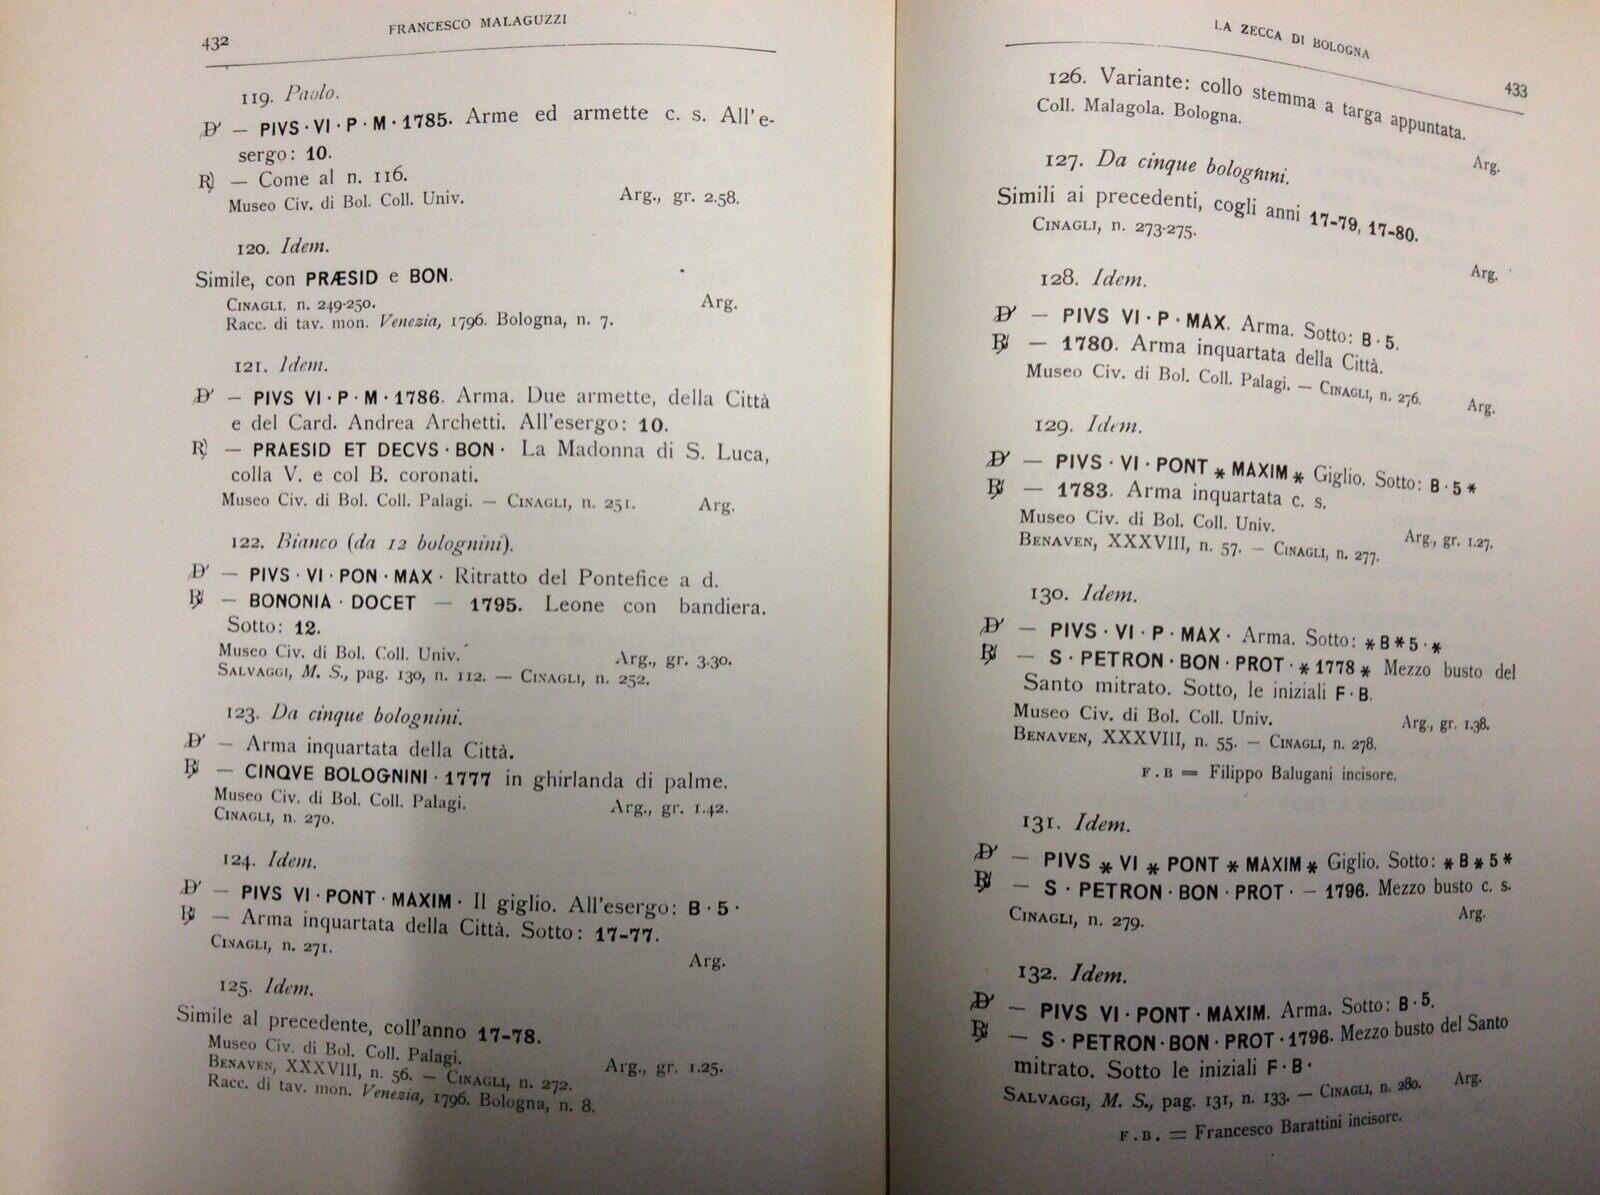 432
FRANCESCO MALAGUZZI
119. Paolo.
D' — PIVS · VI · P · M · 1785. Arme ed armette c. s. All'e-
sergo: 10.
R) — Come al n. 116.
Museo Civ. di Bol. Coll. Univ. Arg., gr. 2.58.
120. Idem.
Simile, con PRÆSID e BON.
CINAGLI, n. 249-250. Arg.
Racc. di tav. mon. Venezia, 1796. Bologna, n. 7.
121. Idem.
D' — PIVS VI · P · M · 1786. Arma. Due armette, della Città
e del Card. Andrea Archetti. All'esergo: 10.
R) — PRAESID ET DECVS · BON · La Madonna di S. Luca,
colla V. e col B. coronati.
Museo Civ. di Bol. Coll. Palagi. — CINAGLI, n. 251. Arg.
122. Bianco (da 12 bolognini).
D' — PIVS · VI · PON · MAX · Ritratto del Pontefice a d.
R) — BONONIA · DOCET — 1795. Leone con bandiera.
Sotto: 12.
Museo Civ. di Bol. Coll. Univ. Arg., gr. 3.30.
SALVAGGI, M. S., pag. 130, n. 112. — CINAGLI, n. 252.
123. Da cinque bolognini.
D' — Arma inquartata della Città.
R) — CINQVE BOLOGNINI · 1777 in ghirlanda di palme.
Museo Civ. di Bol. Coll. Palagi. Arg., gr. 1.42.
CINAGLI, n. 270.
124. Idem.
D' — PIVS VI · PONT · MAXIM · Il giglio. All'esergo: B · 5 ·
R) — Arma inquartata della Città. Sotto: 17-77.
CINAGLI, n. 271. Arg.
125. Idem.
Simile al precedente, coll'anno 17-78.
Museo Civ. di Bol. Coll. Palagi. Arg., gr. 1.25.
BENAVEN, XXXVIII, n. 56. — CINAGLI, n. 272.
Racc. di tav. mon. Venezia, 1796. Bologna, n. 8.
LA ZECCA DI BOLOGNA
433
126. Variante: collo stemma a targa appuntata.
Coll. Malagola. Bologna. Arg.
127. Da cinque bolognini.
Simili ai precedenti, cogli anni 17-79, 17-80.
CINAGLI, n. 273-275. Arg.
128. Idem.
D' — PIVS VI · P · MAX. Arma. Sotto: B · 5.
R) — 1780. Arma inquartata della Città.
Museo Civ. di Bol. Coll. Palagi. — CINAGLI, n. 276. Arg.
129. Idem.
D' — PIVS · VI · PONT * MAXIM * Giglio. Sotto: B · 5 *
R) — 1783. Arma inquartata c. s.
Museo Civ. di Bol. Coll. Univ. Arg., gr. 1.27.
BENAVEN, XXXVIII, n. 57. — CINAGLI, n. 277.
130. Idem.
D' — PIVS · VI · P · MAX · Arma. Sotto: * B * 5 · *
R) — S · PETRON · BON · PROT · * 1778 * Mezzo busto del
Santo mitrato. Sotto, le iniziali F · B.
Museo Civ. di Bol. Coll. Univ. Arg., gr. 1.38.
BENAVEN, XXXVIII, n. 55. — CINAGLI, n. 278.
F . B = Filippo Balugani incisore.
131. Idem.
D' — PIVS * VI * PONT * MAXIM * Giglio. Sotto: * B * 5 *
R) — S · PETRON · BON · PROT · — 1796. Mezzo busto c. s.
CINAGLI, n. 279. Arg.
132. Idem.
D' — PIVS VI · PONT · MAXIM. Arma. Sotto: B · 5.
R) — S · PETRON · BON · PROT · 1796. Mezzo busto del Santo
mitrato. Sotto le iniziali F · B ·
SALVAGGI, M. S., pag. 131, n. 133. — CINAGLI, n. 280. Arg.
F . B . = Francesco Barattini incisore.